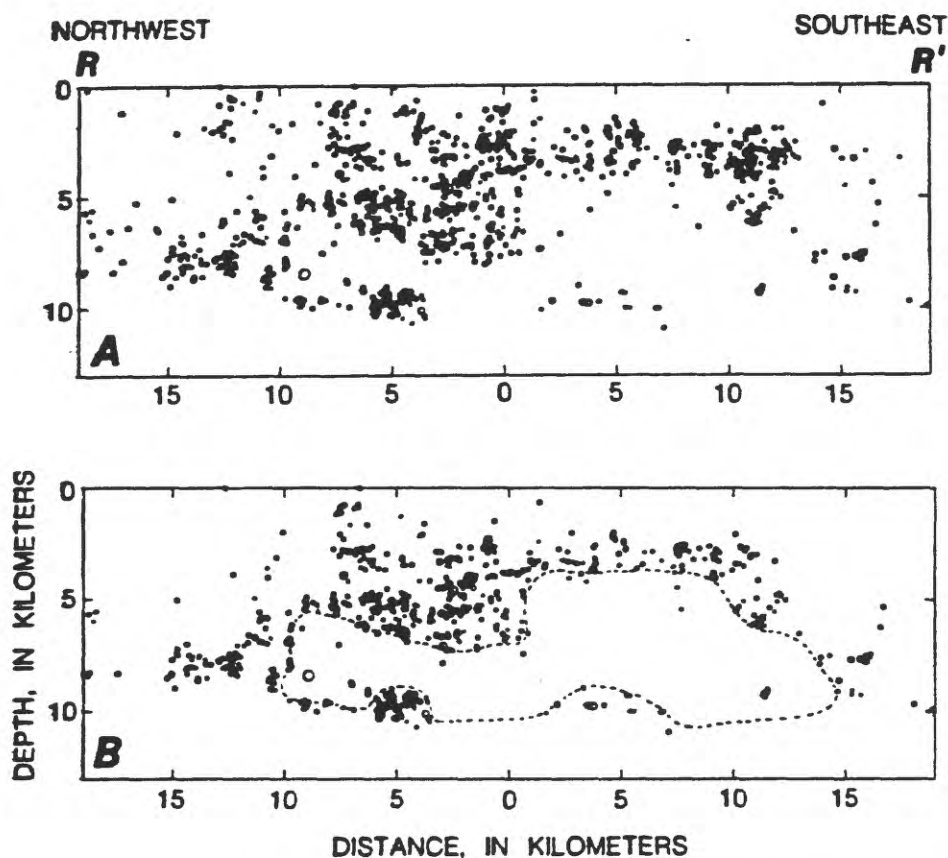 NORTHWEST SOUTHEAST
R R'
0
5
10
A
15 10 5 0 5 10 15
0
5
10
B
15 10 5 0 5 10 15
DEPTH, IN KILOMETERS
DISTANCE, IN KILOMETERS